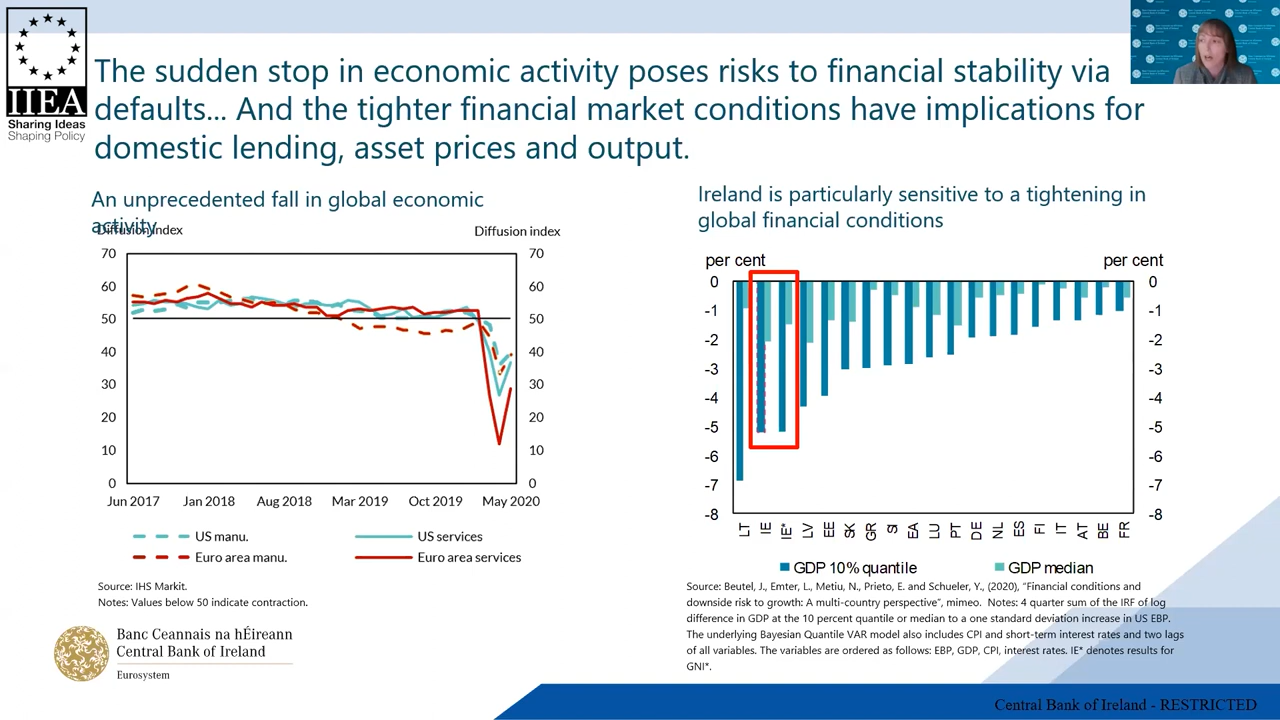 IIEA
Sharing Ideas
Shaping Policy
The sudden stop in economic activity poses risks to financial stability via
defaults... And the tighter financial market conditions have implications for
domestic lending, asset prices and output.
An unprecedented fall in global economic
activity
Diffusion index
Diffusion index
70
60
50
40
30
20
10
0
70
60
50
40
30
20
10
0
Jun 2017 Jan 2018 Aug 2018 Mar 2019 Oct 2019 May 2020
US manu. US services
Euro area manu. Euro area services
Source: IHS Markit.
Notes: Values below 50 indicate contraction.
Banc Ceannais na hÉireann
Central Bank of Ireland
Eurosystem
Ireland is particularly sensitive to a tightening in
global financial conditions
per cent per cent
0
-1
-2
-3
-4
-5
-6
-7
-8
0
-1
-2
-3
-4
-5
-6
-7
-8
LT IE IE* LV EE SK GR SI EA LU PT DE NL ES FI IT AT BE FR
GDP 10% quantile GDP median
Source: Beutel, J., Emter, L., Metiu, N., Prieto, E. and Schueler, Y., (2020), "Financial conditions and
downside risk to growth: A multi-country perspective", mimeo. Notes: 4 quarter sum of the IRF of log
difference in GDP at the 10 percent quantile or median to a one standard deviation increase in US EBP.
The underlying Bayesian Quantile VAR model also includes CPI and short-term interest rates and two lags
of all variables. The variables are ordered as follows: EBP, GDP, CPI, interest rates. IE* denotes results for
GNI*.
Central Bank of Ireland - RESTRICTED